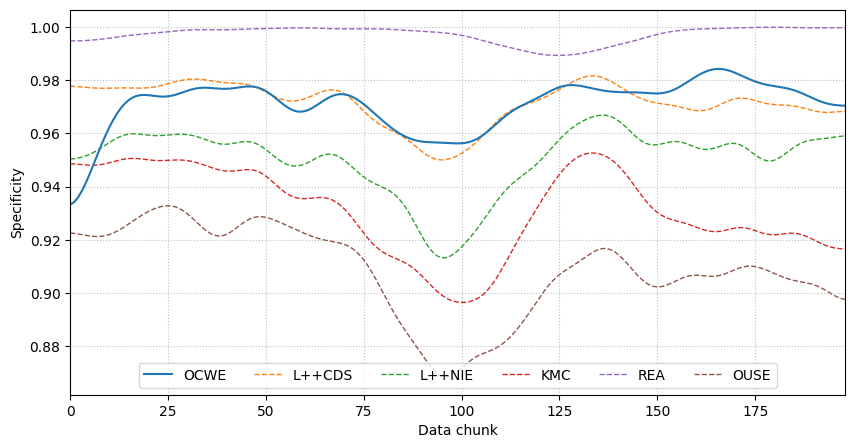 1.00
0.98
0.96
0.94
0.92
0.90
0.88
Specificity
OCWE L++CDS L++NIE KMC REA OUSE
0 25 50 75 100 125 150 175
Data chunk